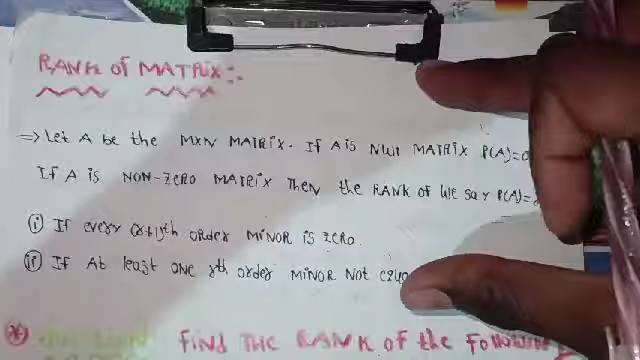 RANK of MATRIX:-
⇒ Let A be the MXN MATRIX. If A is Null MATRIX P(A)=0
If A is NON-ZERO MATRIX Then the RANK of We say P(A)=
(i) If every (r+1)th order MINOR is ZERO.
(ii) If At least one rth order MINOR Not
(*) FIND THE RANK OF the FOllOWING